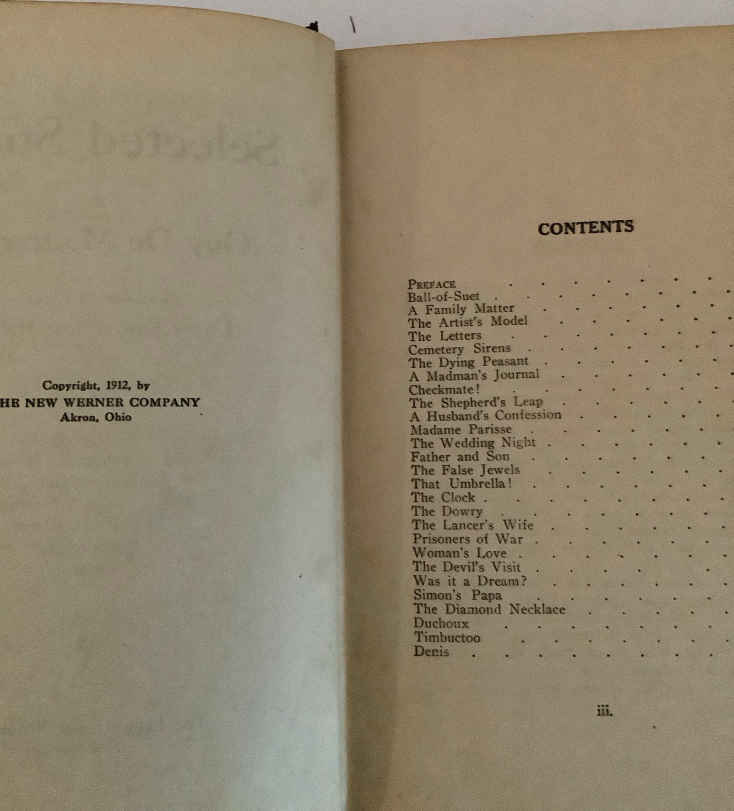 Copyright, 1912, by
HE NEW WERNER COMPANY
Akron, Ohio
CONTENTS
PREFACE . . . . . . .
Ball-of-Suet . . . . . . . .
A Family Matter . . . . . .
The Artist's Model . . . . . .
The Letters . . . . . . .
Cemetery Sirens . . . . . . .
The Dying Peasant . . . . . .
A Madman's Journal . . . . . .
Checkmate! . . . . . . .
The Shepherd's Leap . . . . . .
A Husband's Confession . . . . .
Madame Parisse . . . . . . .
The Wedding Night . . . . . .
Father and Son . . . . . . .
The False Jewels . . . . . .
That Umbrella! . . . . . . .
The Clock . . . . . . . .
The Dowry . . . . . . .
The Lancer's Wife . . . . . .
Prisoners of War . . . . . .
Woman's Love . . . . . . .
The Devil's Visit . . . . . .
Was it a Dream? . . . . . .
Simon's Papa . . . . . .
The Diamond Necklace . . . . .
Duchoux . . . . . . .
Timbuctoo . . . . . . .
Denis . . . . . . . .
iii.